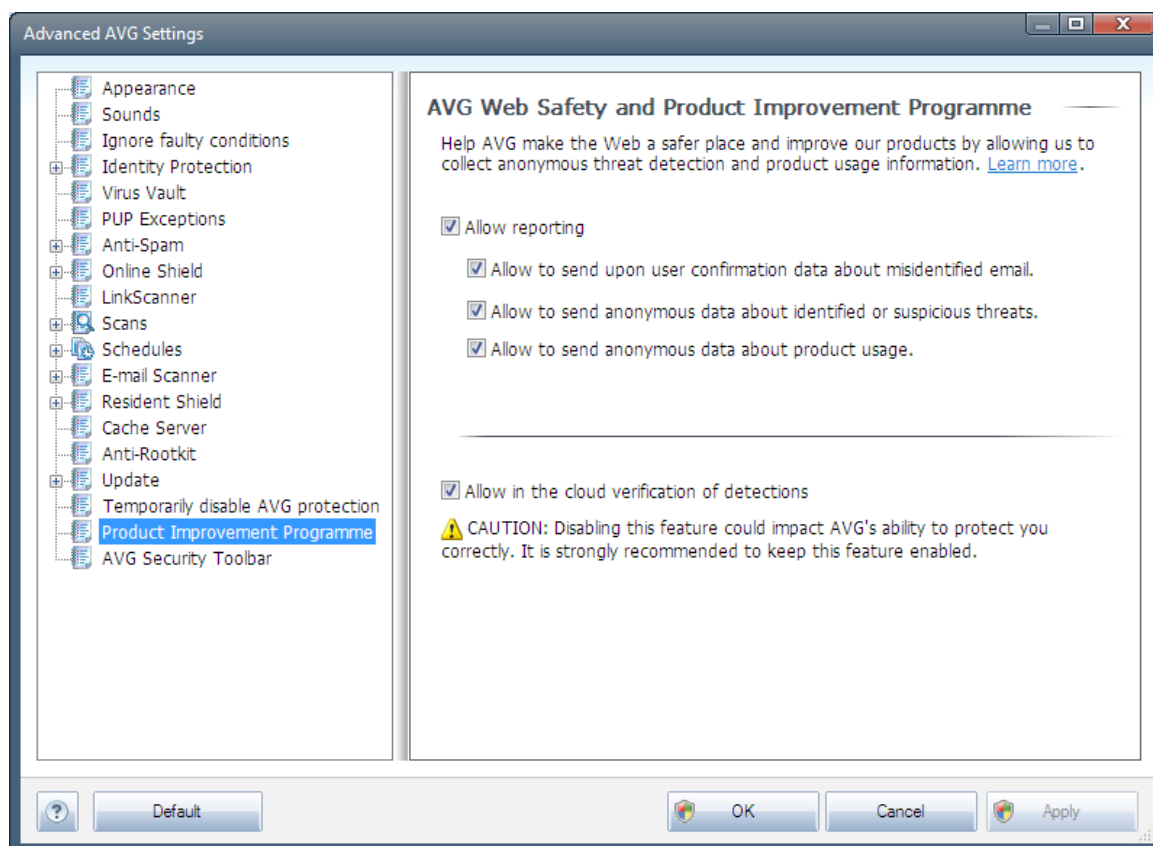 Advanced AVG Settings
X
Appearance
Sounds
Ignore faulty conditions
Identity Protection
Virus Vault
PUP Exceptions
Anti-Spam
Online Shield
LinkScanner
Scans
Schedules
E-mail Scanner
Resident Shield
Cache Server
Anti-Rootkit
Update
Temporarily disable AVG protection
Product Improvement Programme
AVG Security Toolbar
AVG Web Safety and Product Improvement Programme
Help AVG make the Web a safer place and improve our products by allowing us to
collect anonymous threat detection and product usage information. Learn more.
Allow reporting
Allow to send upon user confirmation data about misidentified email.
Allow to send anonymous data about identified or suspicious threats.
Allow to send anonymous data about product usage.
Allow in the cloud verification of detections
CAUTION: Disabling this feature could impact AVG's ability to protect you
correctly. It is strongly recommended to keep this feature enabled.
?
Default
OK
Cancel
Apply